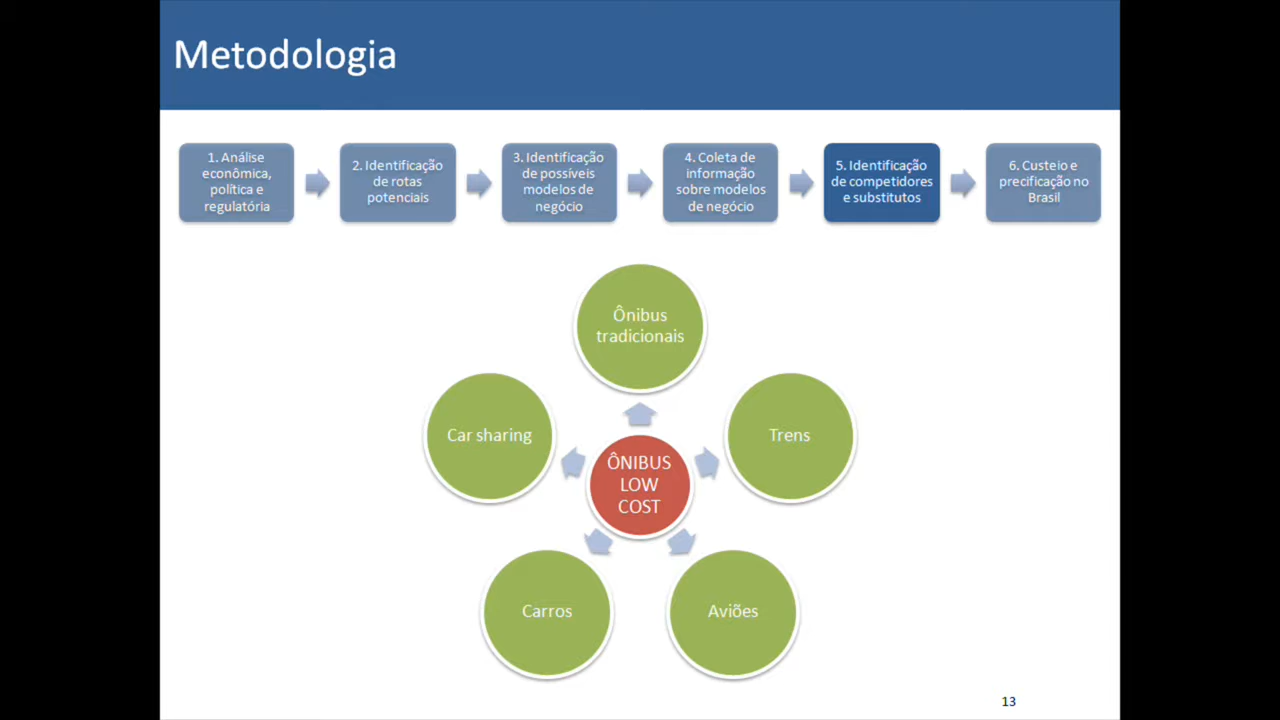 Metodologia
1. Análise
econômica,
política e
regulatória
2. Identificação
de rotas
potenciais
3. Identificação
de possíveis
modelos de
negócio
4. Coleta de
informação
sobre modelos
de negócio
5. Identificação
de competidores
e substitutos
6. Custeio e
precificação no
Brasil
Ônibus
tradicionais
Car sharing
Trens
ÔNIBUS
LOW
COST
Carros
Aviões
13